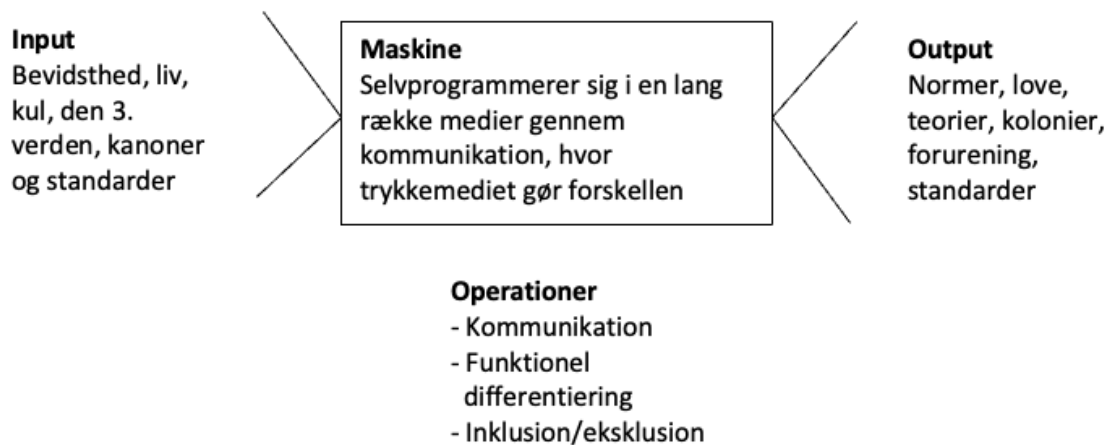 Input
Bevidsthed, liv,
kul, den 3.
verden, kanoner
og standarder
Maskine
Selvprogrammerer sig i en lang
række medier gennem
kommunikation, hvor
trykkemediet gør forskellen
Output
Normer, love,
teorier, kolonier,
forurening,
standarder
Operationer
- Kommunikation
- Funktionel
differentiering
- Inklusion/eksklusion